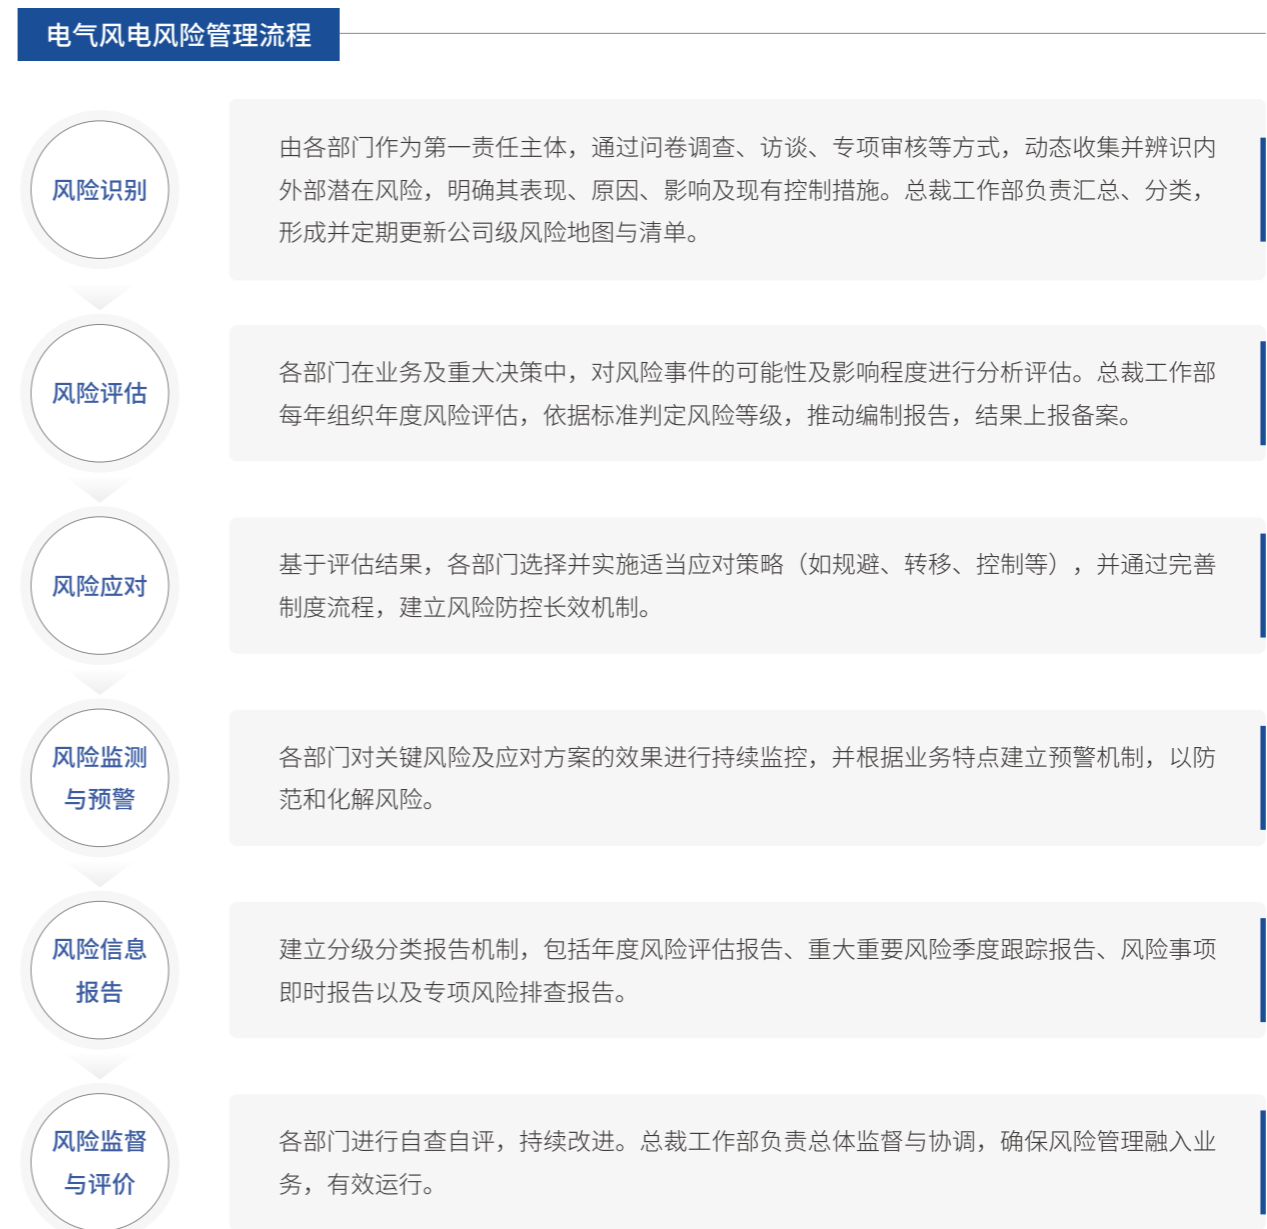 电气风电风险管理流程
风险识别
由各部门作为第一责任主体，通过问卷调查、访谈、专项审核等方式，动态收集并辨识内
外部潜在风险，明确其表现、原因、影响及现有控制措施。总裁工作部负责汇总、分类，
形成并定期更新公司级风险地图与清单。
风险评估
各部门在业务及重大决策中，对风险事件的可能性及影响程度进行分析评估。总裁工作部
每年组织年度风险评估，依据标准判定风险等级，推动编制报告，结果上报备案。
风险应对
基于评估结果，各部门选择并实施适当应对策略（如规避、转移、控制等），并通过完善
制度流程，建立风险防控长效机制。
风险监测
与预警
各部门对关键风险及应对方案的效果进行持续监控，并根据业务特点建立预警机制，以防
范和化解风险。
风险信息
报告
建立分级分类报告机制，包括年度风险评估报告、重大重要风险季度跟踪报告、风险事项
即时报告以及专项风险排查报告。
风险监督
与评价
各部门进行自查自评，持续改进。总裁工作部负责总体监督与协调，确保风险管理融入业
务，有效运行。